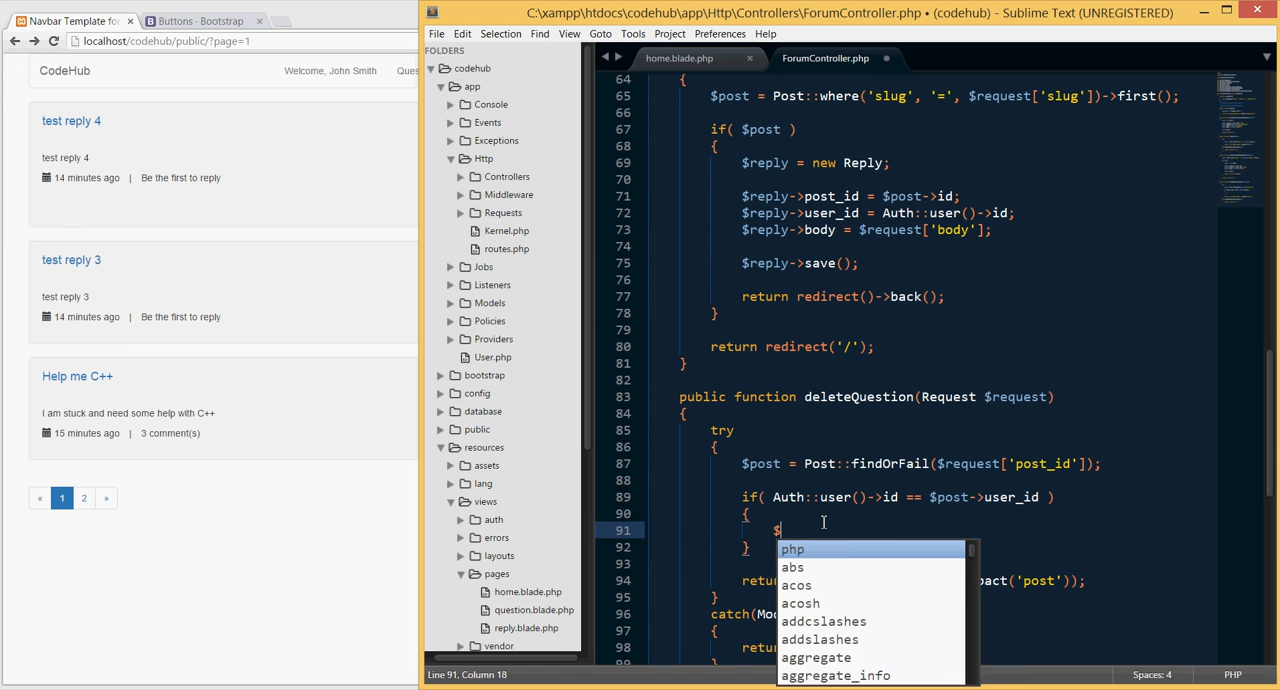 Navbar Template for
Buttons · Bootstrap
localhost/codehub/public/?page=1
CodeHub
Welcome, John Smith
Ques
test reply 4
test reply 4
14 minutes ago | Be the first to reply
test reply 3
test reply 3
14 minutes ago | Be the first to reply
Help me C++
I am stuck and need some help with C++
15 minutes ago | 3 comment(s)
« 1 2 »
C:\xampp\htdocs\codehub\app\Http\Controllers\ForumController.php • (codehub) - Sublime Text (UNREGISTERED)
File Edit Selection Find View Goto Tools Project Preferences Help
FOLDERS
codehub
app
Console
Events
Exceptions
Http
Controllers
Middleware
Requests
Kernel.php
routes.php
Jobs
Listeners
Models
Policies
Providers
User.php
bootstrap
config
database
public
resources
assets
lang
views
auth
errors
layouts
pages
home.blade.php
question.blade.php
reply.blade.php
vendor
home.blade.php
ForumController.php
64 {
65 $post = Post::where('slug', '=', $request['slug'])->first();
66
67 if( $post )
68 {
69 $reply = new Reply;
70
71 $reply->post_id = $post->id;
72 $reply->user_id = Auth::user()->id;
73 $reply->body = $request['body'];
74
75 $reply->save();
76
77 return redirect()->back();
78 }
79
80 return redirect('/');
81 }
82
83 public function deleteQuestion(Request $request)
84 {
85 try
86 {
87 $post = Post::findOrFail($request['post_id']);
88
89 if( Auth::user()->id == $post->user_id )
90 {
91 $
92 }
93
94 retur pact('post'));
95 }
96 catch(Mod
97 {
98 retur
99 }
php
abs
acos
acosh
addcslashes
addslashes
aggregate
aggregate_info
Line 91, Column 18
Spaces: 4
PHP